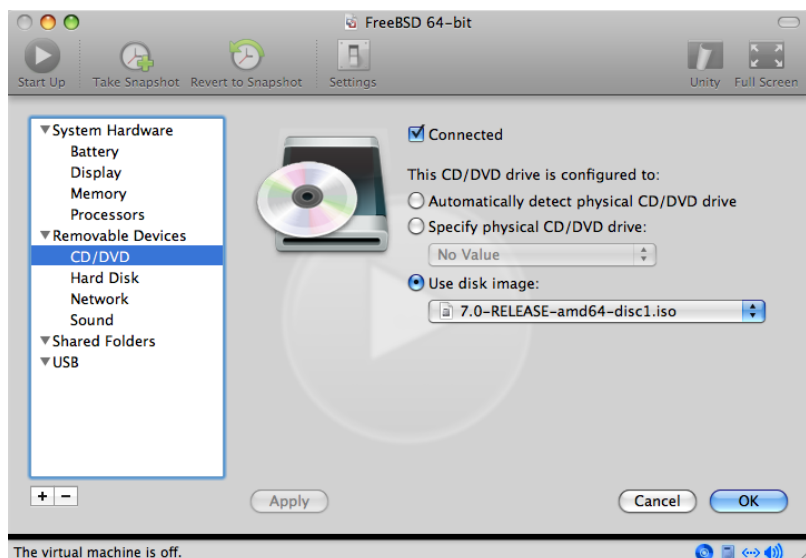 FreeBSD 64-bit
Start Up Take Snapshot Revert to Snapshot Settings Unity Full Screen
System Hardware
Battery
Display
Memory
Processors
Removable Devices
CD/DVD
Hard Disk
Network
Sound
Shared Folders
USB
Connected
This CD/DVD drive is configured to:
Automatically detect physical CD/DVD drive
Specify physical CD/DVD drive:
No Value
Use disk image:
7.0-RELEASE-amd64-disc1.iso
Apply Cancel OK
The virtual machine is off.